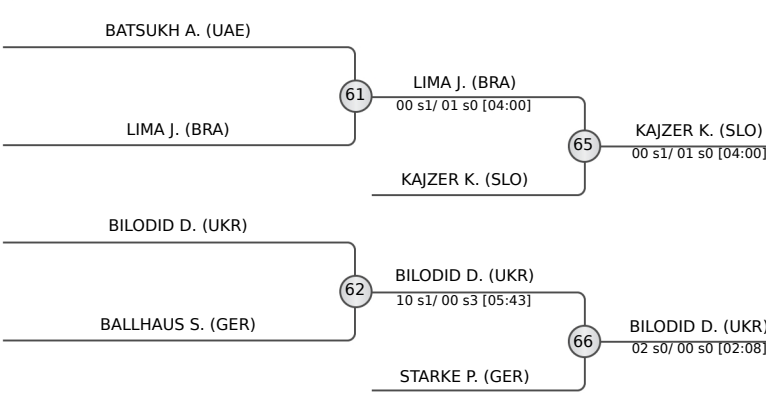 BATSUKH A. (UAE)
61
LIMA J. (BRA)
00 s1/ 01 s0 [04:00]
LIMA J. (BRA)
65
KAJZER K. (SLO)
00 s1/ 01 s0 [04:00]
KAJZER K. (SLO)
BILODID D. (UKR)
62
BILODID D. (UKR)
10 s1/ 00 s3 [05:43]
BALLHAUS S. (GER)
66
BILODID D. (UKR)
02 s0/ 00 s0 [02:08]
STARKE P. (GER)